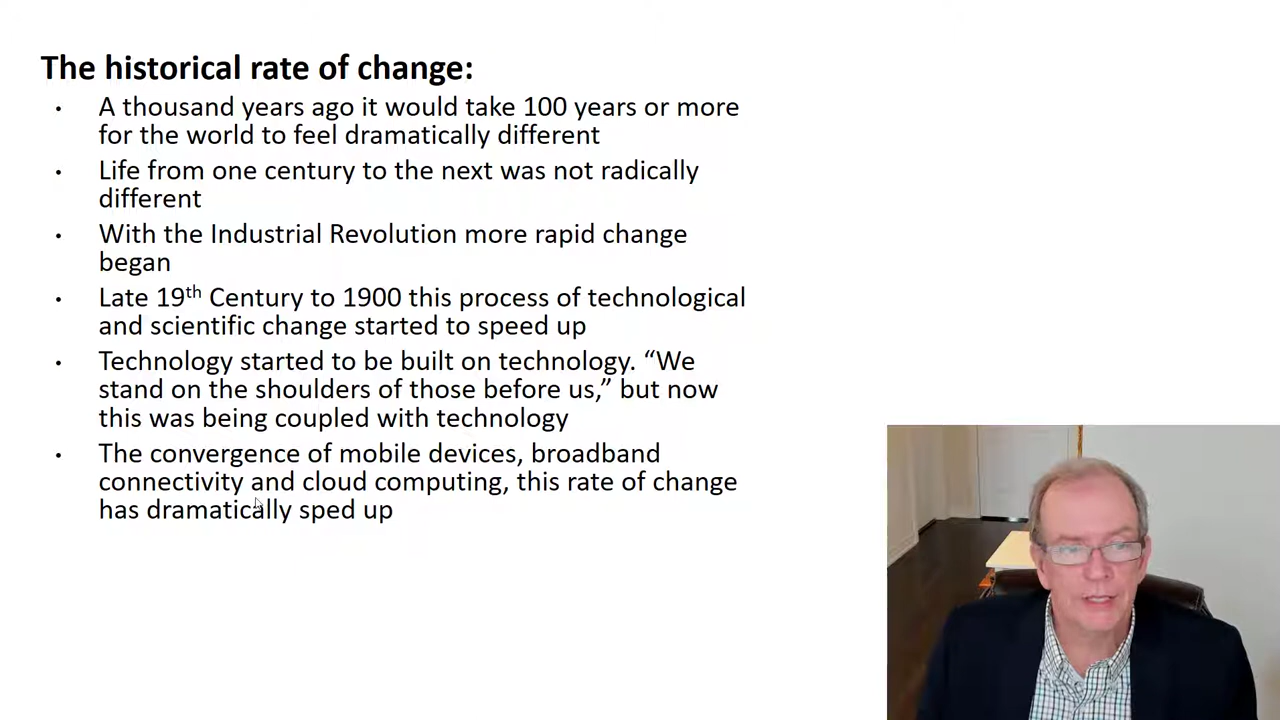 The historical rate of change:
• A thousand years ago it would take 100 years or more
for the world to feel dramatically different
• Life from one century to the next was not radically
different
• With the Industrial Revolution more rapid change
began
• Late 19th Century to 1900 this process of technological
and scientific change started to speed up
• Technology started to be built on technology. “We
stand on the shoulders of those before us,” but now
this was being coupled with technology
• The convergence of mobile devices, broadband
connectivity and cloud computing, this rate of change
has dramatically sped up